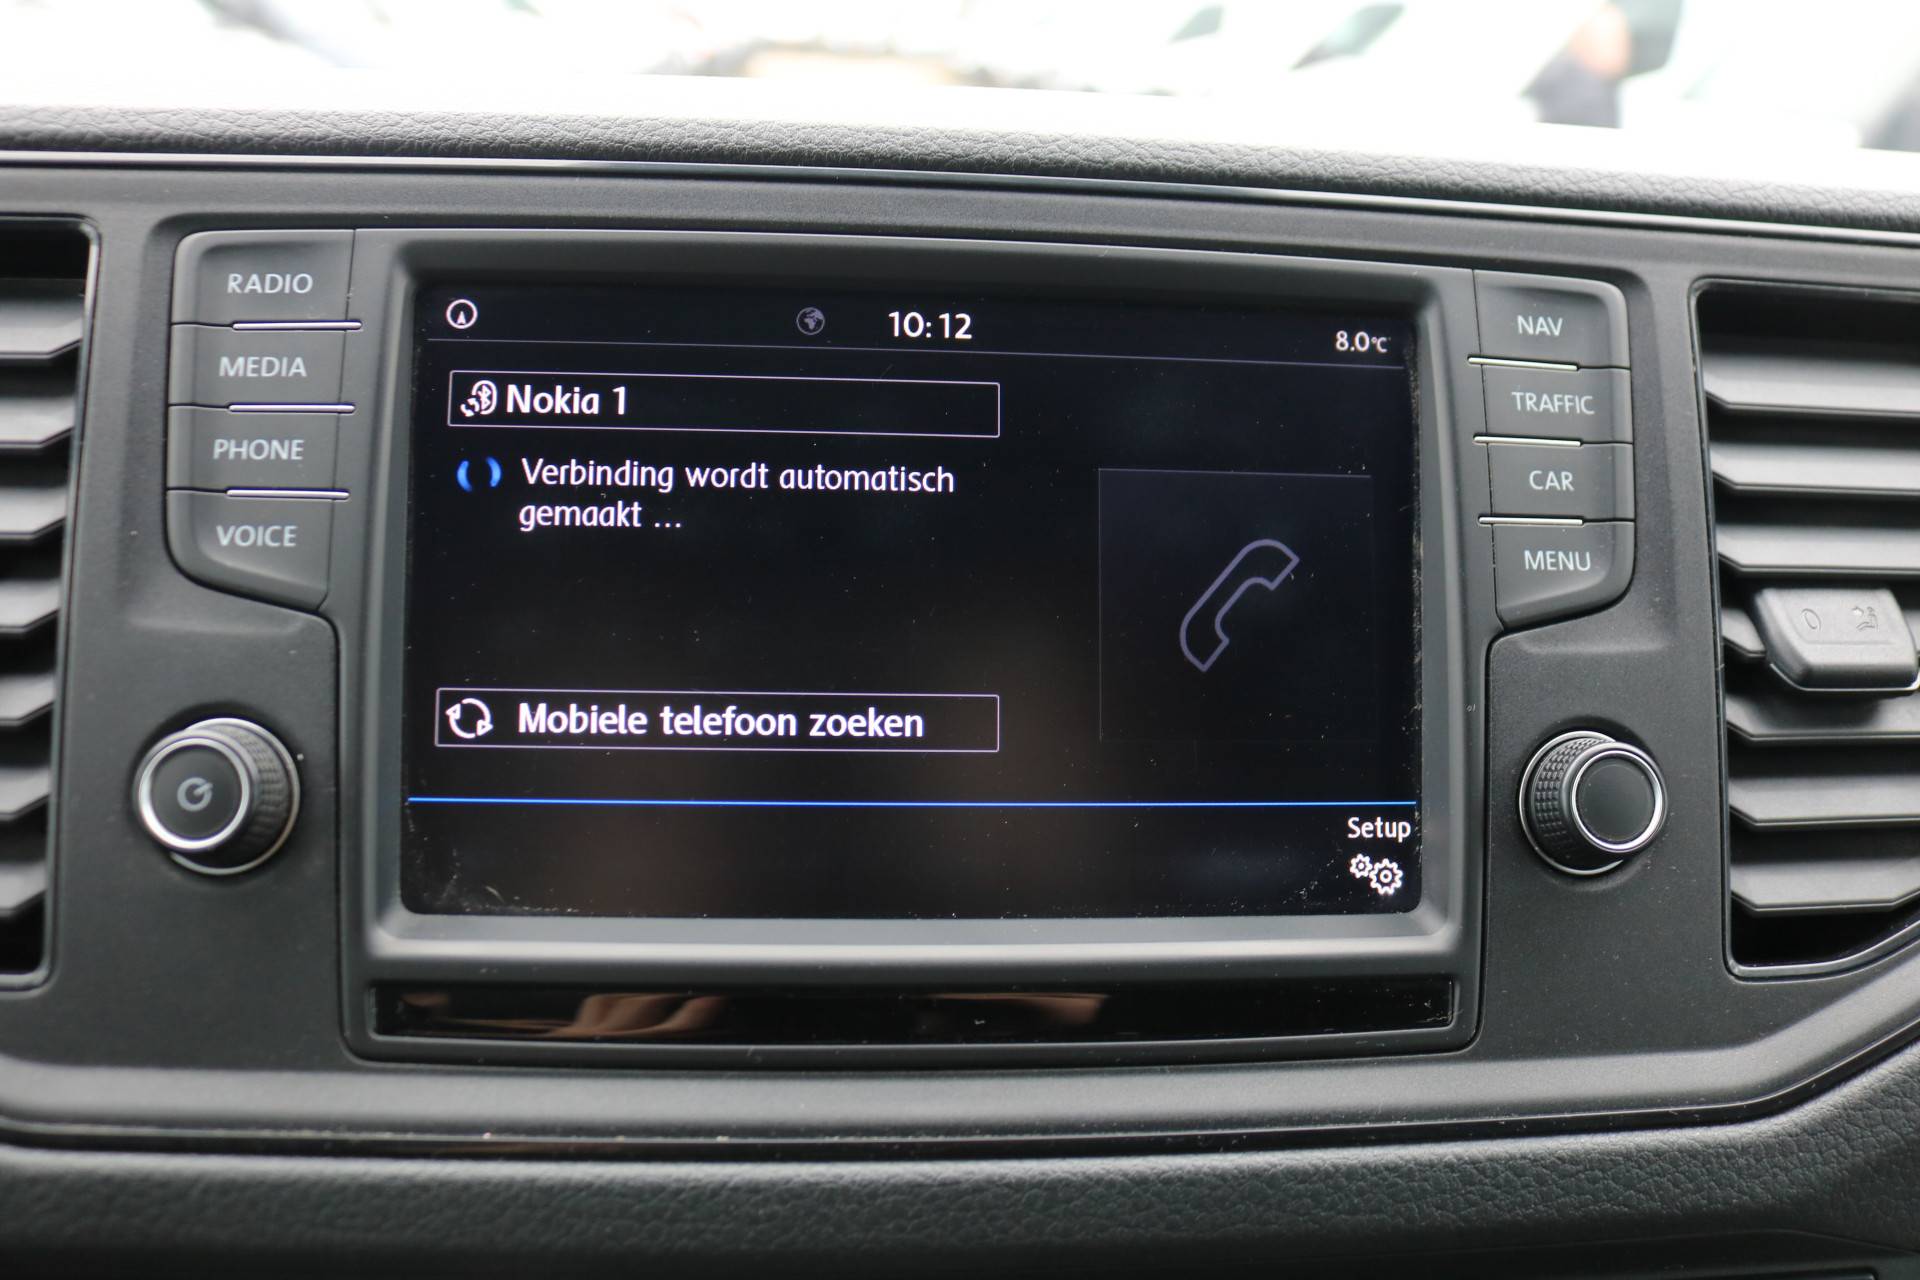 RADIO
MEDIA
PHONE
VOICE
10:12
8.0°C
Nokia 1
Verbinding wordt automatisch
gemaakt ...
Mobiele telefoon zoeken
Setup
NAV
TRAFFIC
CAR
MENU
0